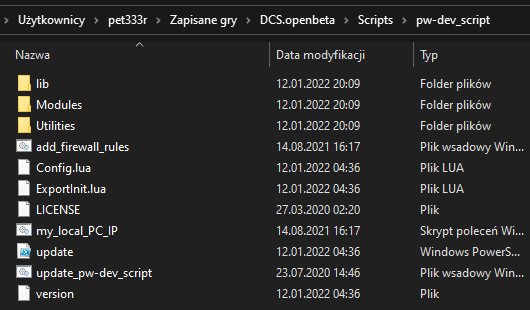 Użytkownicy > pet333r > Zapisane gry > DCS.openbeta > Scripts > pw-dev_script
Nazwa Data modyfikacji Typ
lib 12.01.2022 20:09 Folder plików
Modules 12.01.2022 20:09 Folder plików
Utilities 12.01.2022 20:09 Folder plików
add_firewall_rules 14.08.2021 16:17 Plik wsadowy Win...
Config.lua 12.01.2022 04:36 Plik LUA
ExportInit.lua 12.01.2022 04:36 Plik LUA
LICENSE 27.03.2020 02:20 Plik
my_local_PC_IP 14.08.2021 16:17 Skrypt poleceń Wi...
update 12.01.2022 04:36 Windows PowerS...
update_pw-dev_script 23.07.2020 14:46 Plik wsadowy Win...
version 12.01.2022 04:36 Plik